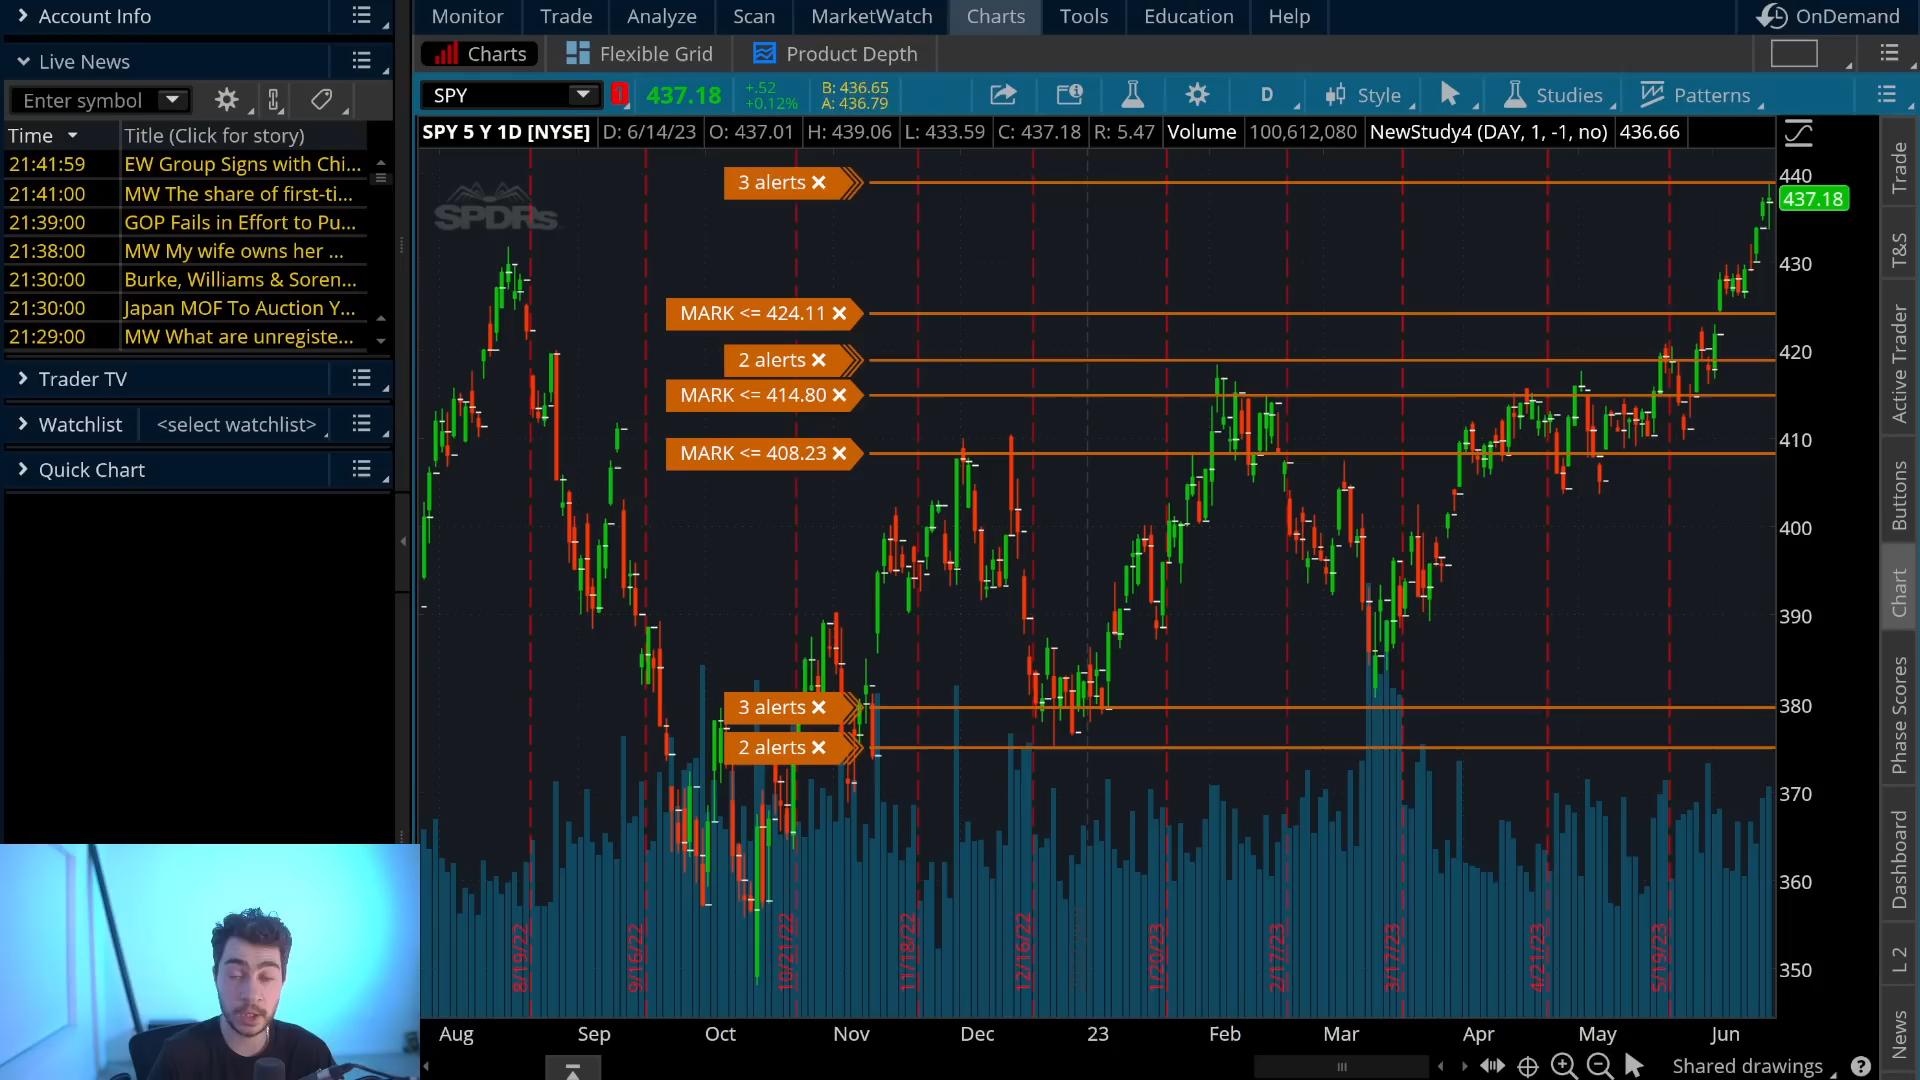 Account Info
Monitor Trade Analyze Scan MarketWatch Charts Tools Education Help OnDemand
Live News
Charts Flexible Grid Product Depth
Enter symbol
SPY 437.18 +.52 +0.12% B: 436.65 A: 436.79 D Style Studies Patterns
Time Title (Click for story)
SPY 5 Y 1D [NYSE] D: 6/14/23 O: 437.01 H: 439.06 L: 433.59 C: 437.18 R: 5.47 Volume 100,612,080 NewStudy4 (DAY, 1, -1, no) 436.66
21:41:59 EW Group Signs with Chi...
21:41:00 MW The share of first-ti...
21:39:00 GOP Fails in Effort to Pu...
21:38:00 MW My wife owns her ...
21:30:00 Burke, Williams & Soren...
21:30:00 Japan MOF To Auction Y...
21:29:00 MW What are unregiste...
Trader TV
Watchlist <select watchlist>
Quick Chart
SPDRs
3 alerts
MARK <= 424.11
2 alerts
MARK <= 414.80
MARK <= 408.23
3 alerts
2 alerts
440
437.18
430
420
410
400
390
380
370
360
350
8/19/22
9/16/22
10/21/22
11/18/22
12/16/22
1/20/23
2/17/23
3/17/23
4/21/23
5/19/23
Aug Sep Oct Nov Dec 23 Feb Mar Apr May Jun
Shared drawings
Trade
T&S
Active Trader
Buttons
Chart
Phase Scores
Dashboard
L 2
News